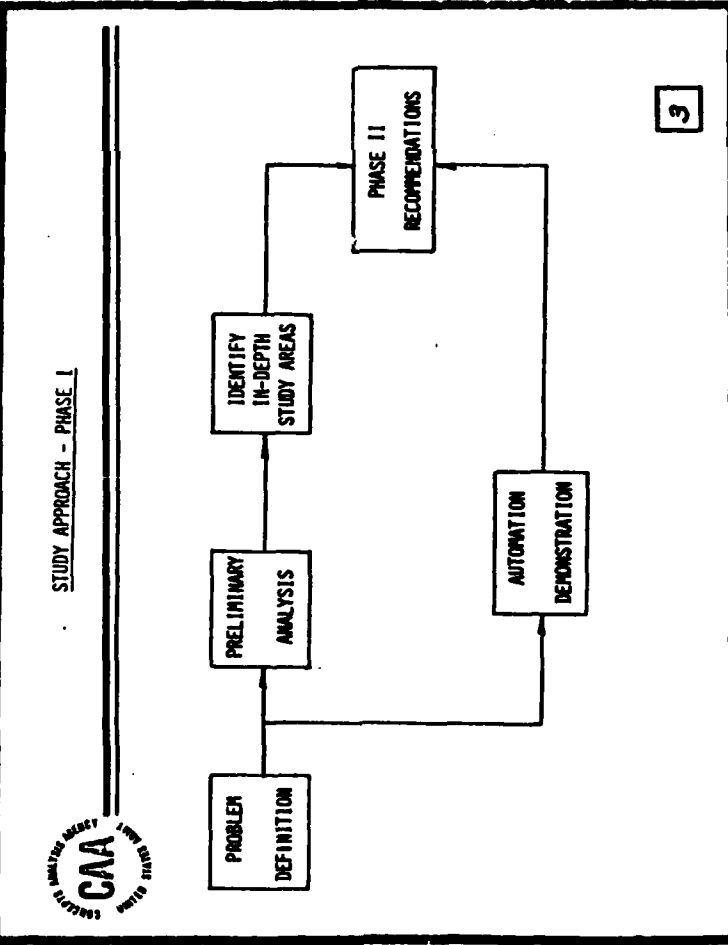 CONCEPTS ANALYSIS AGENCY
CAA
UNITED STATES ARMY
STUDY APPROACH - PHASE I
PROBLEM
DEFINITION
PRELIMINARY
ANALYSIS
IDENTIFY
IN-DEPTH
STUDY AREAS
PHASE II
RECOMMENDATIONS
AUTOMATION
DEMONSTRATION
3